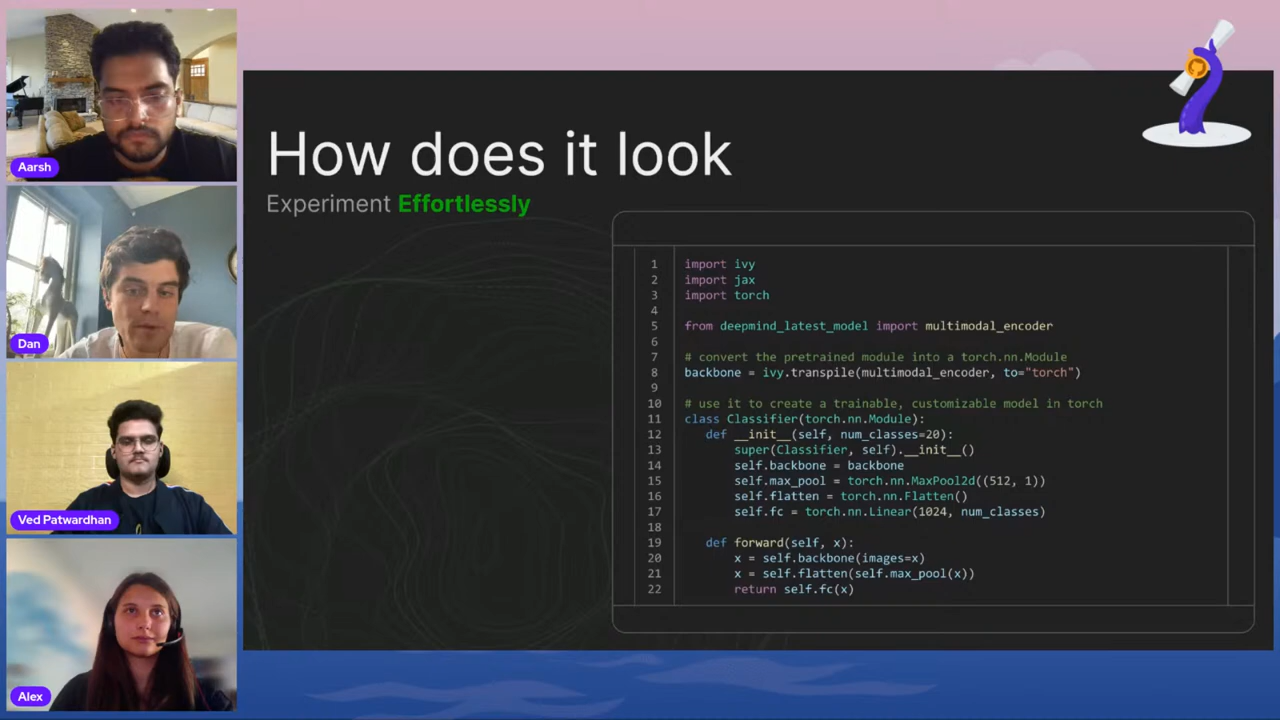 Aarsh
Dan
Ved Patwardhan
Alex
How does it look
Experiment Effortlessly
1 import ivy
2 import jax
3 import torch
4
5 from deepmind_latest_model import multimodal_encoder
6
7 # convert the pretrained module into a torch.nn.Module
8 backbone = ivy.transpile(multimodal_encoder, to="torch")
9
10 # use it to create a trainable, customizable model in torch
11 class Classifier(torch.nn.Module):
12 def __init__(self, num_classes=20):
13 super(Classifier, self).__init__()
14 self.backbone = backbone
15 self.max_pool = torch.nn.MaxPool2d((512, 1))
16 self.flatten = torch.nn.Flatten()
17 self.fc = torch.nn.Linear(1024, num_classes)
18
19 def forward(self, x):
20 x = self.backbone(images=x)
21 x = self.flatten(self.max_pool(x))
22 return self.fc(x)